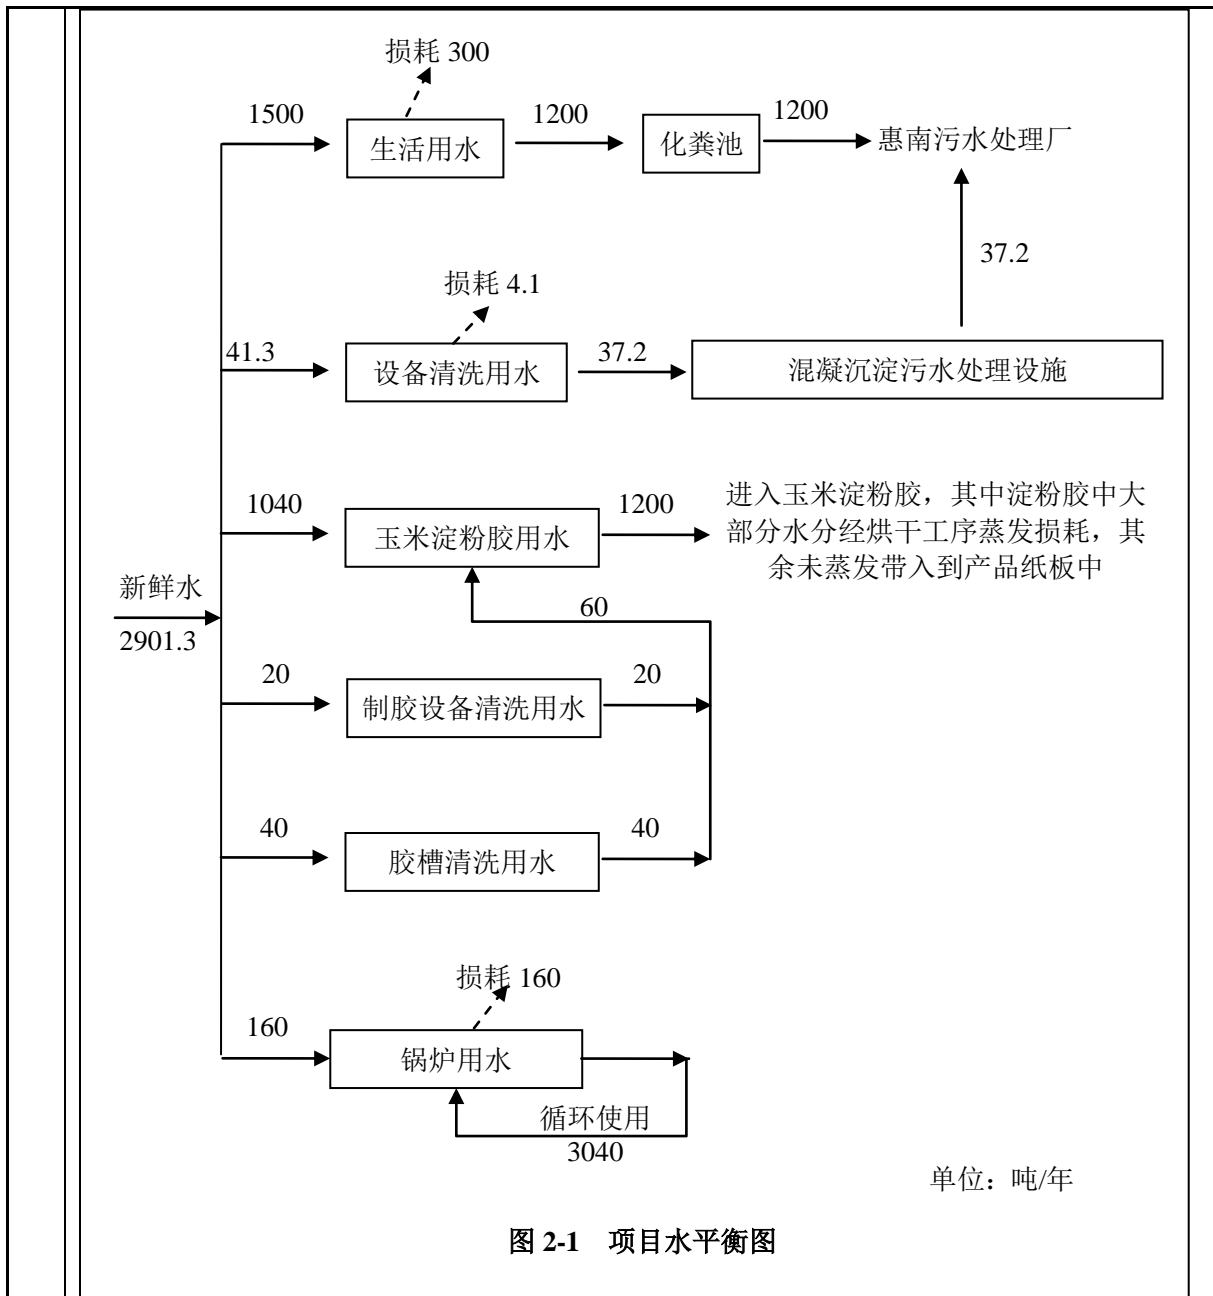 损耗 300
1500
生活用水
1200
化粪池
1200
惠南污水处理厂
37.2
损耗 4.1
41.3
设备清洗用水
37.2
混凝沉淀污水处理设施
1040
玉米淀粉胶用水
1200
进入玉米淀粉胶，其中淀粉胶中大
部分水分经烘干工序蒸发损耗，其
余未蒸发带入到产品纸板中
新鲜水
2901.3
60
20
制胶设备清洗用水
20
40
胶槽清洗用水
40
损耗 160
160
锅炉用水
循环使用
3040
单位：吨/年
图 2-1 项目水平衡图